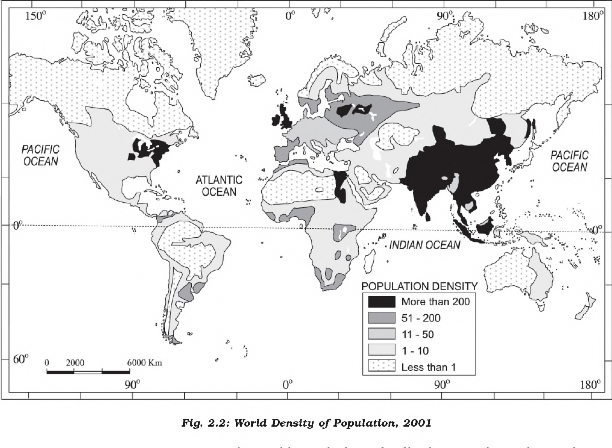 150° 0° 90° 180°
PACIFIC
OCEAN
ATLANTIC
OCEAN
PACIFIC
OCEAN
0°
INDIAN OCEAN
POPULATION DENSITY
More than 200
51 - 200
11 - 50
1 - 10
Less than 1
60°
0 2000 6000 Km
90° 0° 90° 180°
Fig. 2.2: World Density of Population, 2001